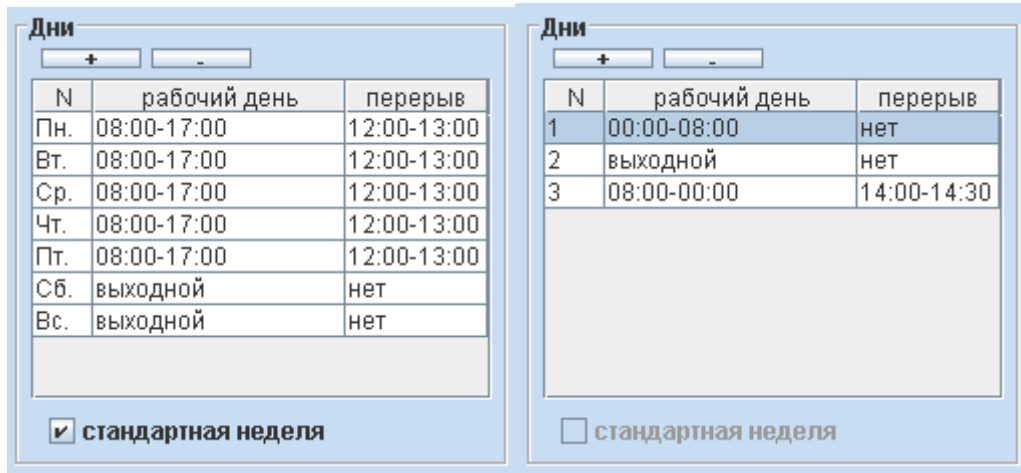 Дни
+ -
N рабочий день перерыв
Пн. 08:00-17:00 12:00-13:00
Вт. 08:00-17:00 12:00-13:00
Ср. 08:00-17:00 12:00-13:00
Чт. 08:00-17:00 12:00-13:00
Пт. 08:00-17:00 12:00-13:00
Сб. выходной нет
Вс. выходной нет
стандартная неделя
Дни
+ -
N рабочий день перерыв
1 00:00-08:00 нет
2 выходной нет
3 08:00-00:00 14:00-14:30
стандартная неделя